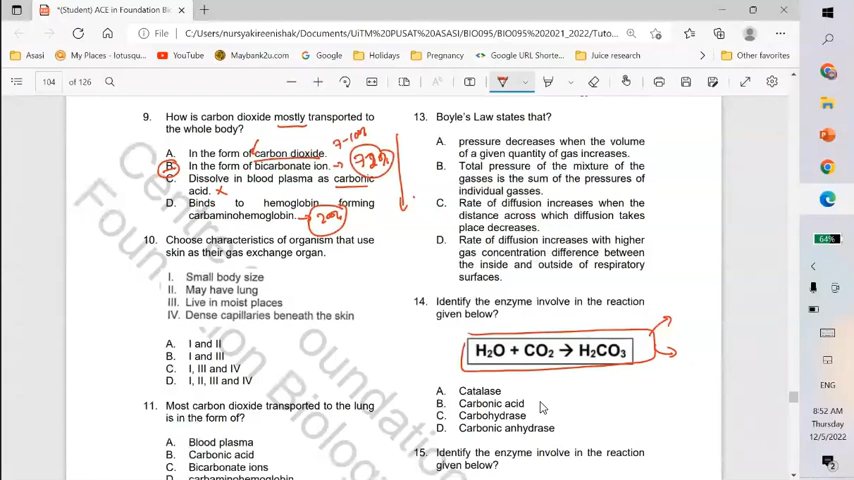 *(Student) ACE in Foundation Bi
File
C:/Users/nursyakireenishak/Documents/UiTM%20PUSAT%20ASASI/BIO095/BIO095%202021_2022/Tutor...
Asasi
My Places - lotusqu...
YouTube
Maybank2u.com
Google
Holidays
Pregnancy
Google URL Shorte...
Juice research
Other favorites
104
of 126
9. How is carbon dioxide mostly transported to
the whole body?
7-10%
A. In the form of carbon dioxide.
B. In the form of bicarbonate ion.
72%
C. Dissolve in blood plasma as carbonic
acid. x
D. Binds to hemoglobin forming
carbaminohemoglobin.
20%
10. Choose characteristics of organism that use
skin as their gas exchange organ.
I. Small body size
II. May have lung
III. Live in moist places
IV. Dense capillaries beneath the skin
A. I and II
B. I and III
C. I, III and IV
D. I, II, III and IV
11. Most carbon dioxide transported to the lung
is in the form of?
A. Blood plasma
B. Carbonic acid
C. Bicarbonate ions
D. carbaminohemoglobin
13. Boyle's Law states that?
A. pressure decreases when the volume
of a given quantity of gas increases.
B. Total pressure of the mixture of the
gasses is the sum of the pressures of
individual gasses.
C. Rate of diffusion increases when the
distance across which diffusion takes
place decreases.
D. Rate of diffusion increases with higher
gas concentration difference between
the inside and outside of respiratory
surfaces.
14. Identify the enzyme involve in the reaction
given below?
H₂O + CO₂ → H₂CO₃
A. Catalase
B. Carbonic acid
C. Carbohydrase
D. Carbonic anhydrase
15. Identify the enzyme involve in the reaction
given below?
Centre
Foun
oundation B
64%
ENG
8:52 AM
Thursday
12/5/2022
2